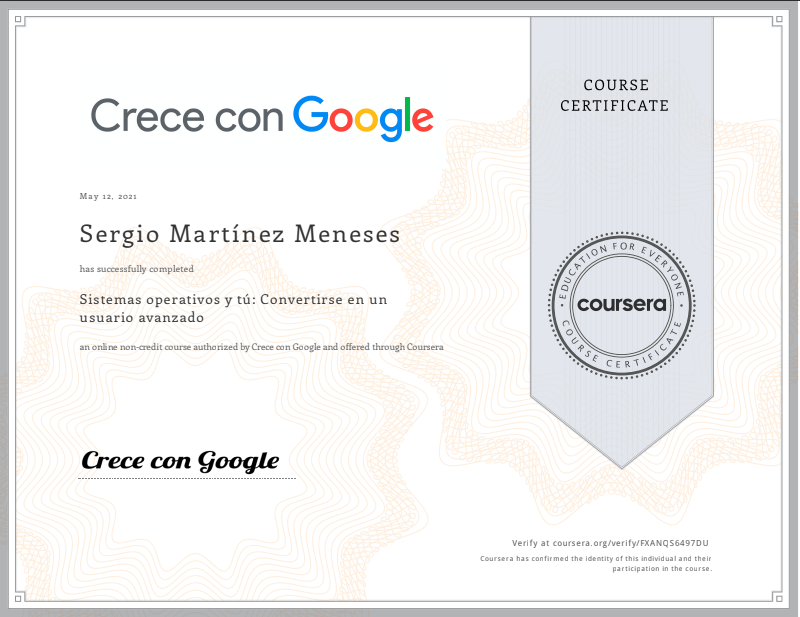 Crece con Google
COURSE
CERTIFICATE
May 12, 2021
Sergio Martínez Meneses
has successfully completed
Sistemas operativos y tú: Convertirse en un
usuario avanzado
an online non-credit course authorized by Crece con Google and offered through Coursera
EDUCATION FOR EVERYONE
coursera
COURSE CERTIFICATE
Crece con Google
Verify at coursera.org/verify/FXANQS6497DU
Coursera has confirmed the identity of this individual and their
participation in the course.